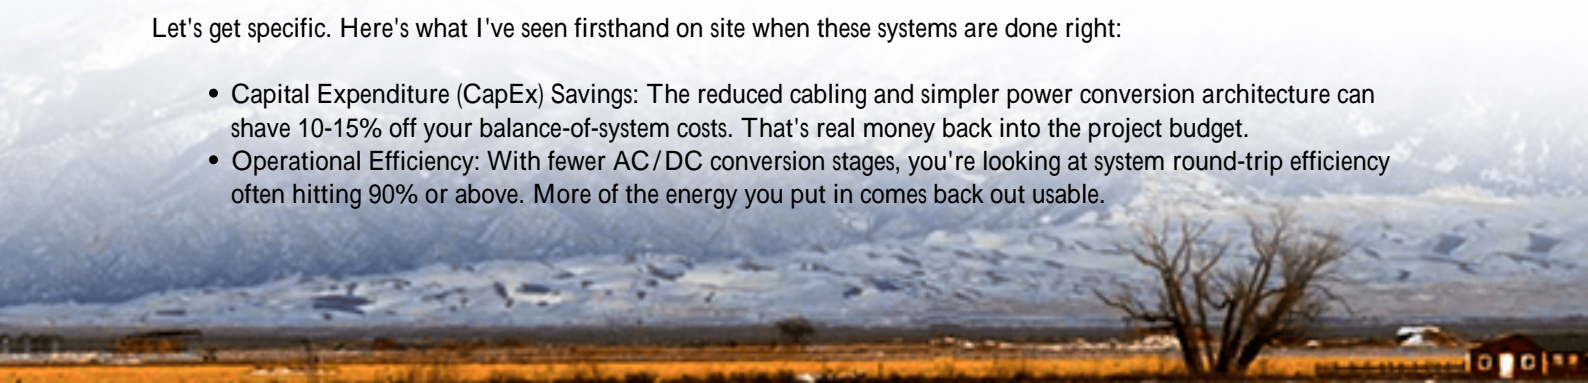 Let's get specific. Here's what I've seen firsthand on site when these systems are done right:
• Capital Expenditure (CapEx) Savings: The reduced cabling and simpler power conversion architecture can
shave 10-15% off your balance-of-system costs. That's real money back into the project budget.
• Operational Efficiency: With fewer AC/DC conversion stages, you're looking at system round-trip efficiency
often hitting 90% or above. More of the energy you put in comes back out usable.